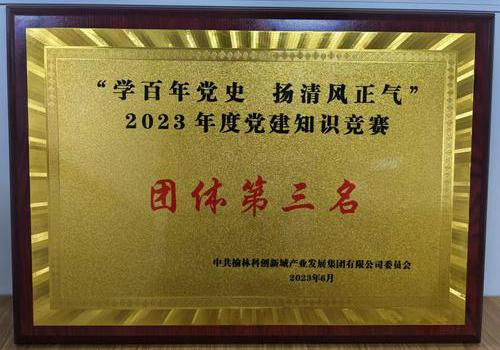 “学百年党史 扬清风正气”
2023年度党建知识竞赛
团体第三名
中共榆林科创新城产业发展集团有限公司委员会
2023年6月